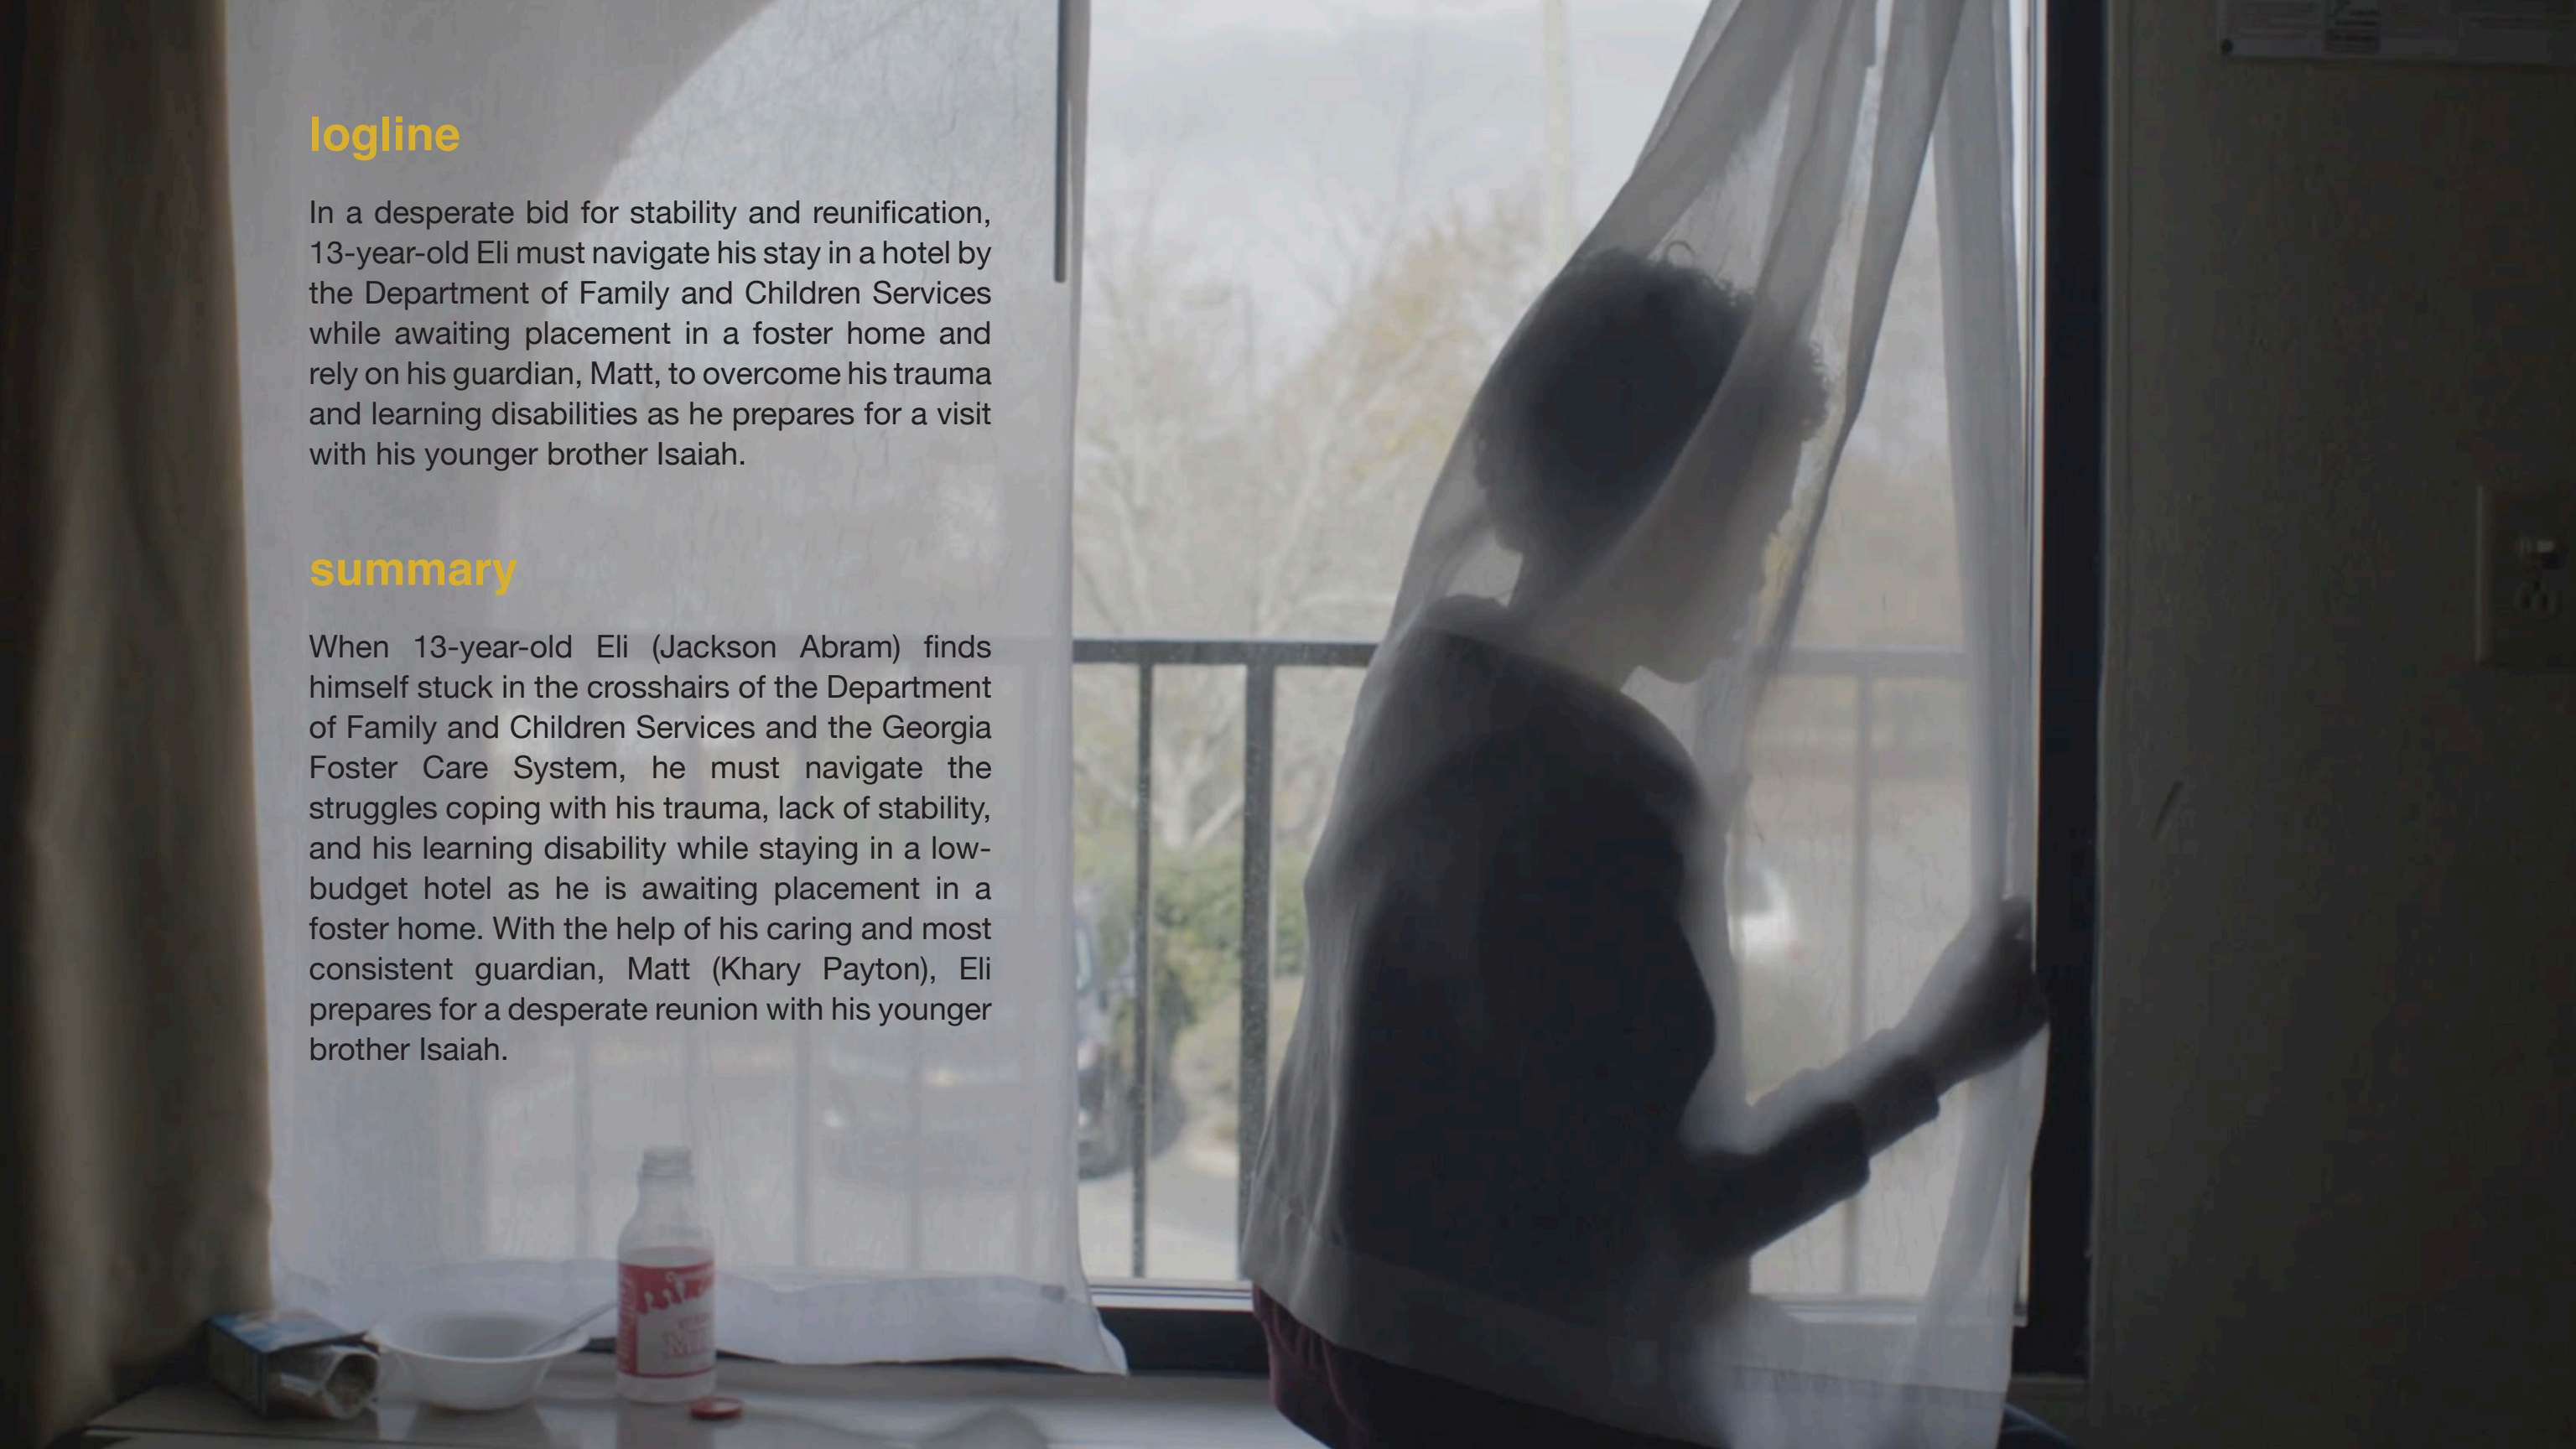 logline
In a desperate bid for stability and reunification,
13-year-old Eli must navigate his stay in a hotel by
the Department of Family and Children Services
while awaiting placement in a foster home and
rely on his guardian, Matt, to overcome his trauma
and learning disabilities as he prepares for a visit
with his younger brother Isaiah.
summary
When 13-year-old Eli (Jackson Abram) finds
himself stuck in the crosshairs of the Department
of Family and Children Services and the Georgia
Foster Care System, he must navigate the
struggles coping with his trauma, lack of stability,
and his learning disability while staying in a low-
budget hotel as he is awaiting placement in a
foster home. With the help of his caring and most
consistent guardian, Matt (Khary Payton), Eli
prepares for a desperate reunion with his younger
brother Isaiah.